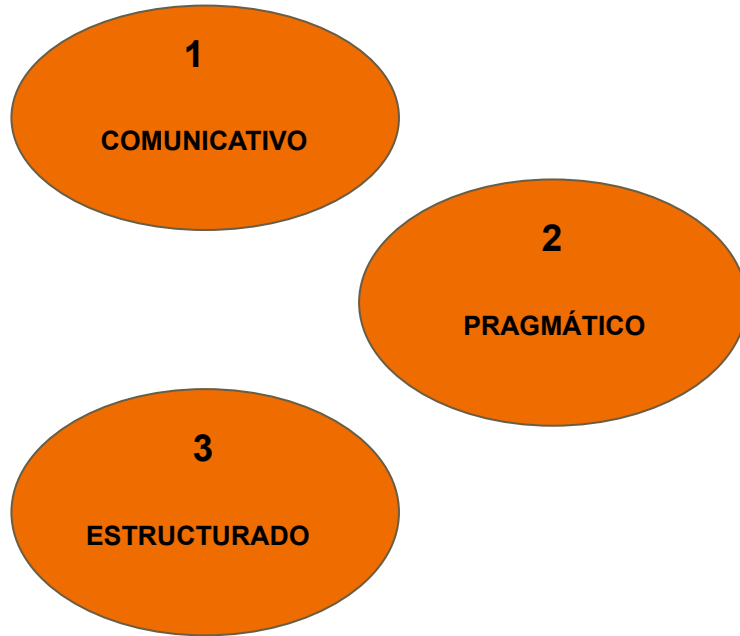 1
COMUNICATIVO
2
PRAGMÁTICO
3
ESTRUCTURADO